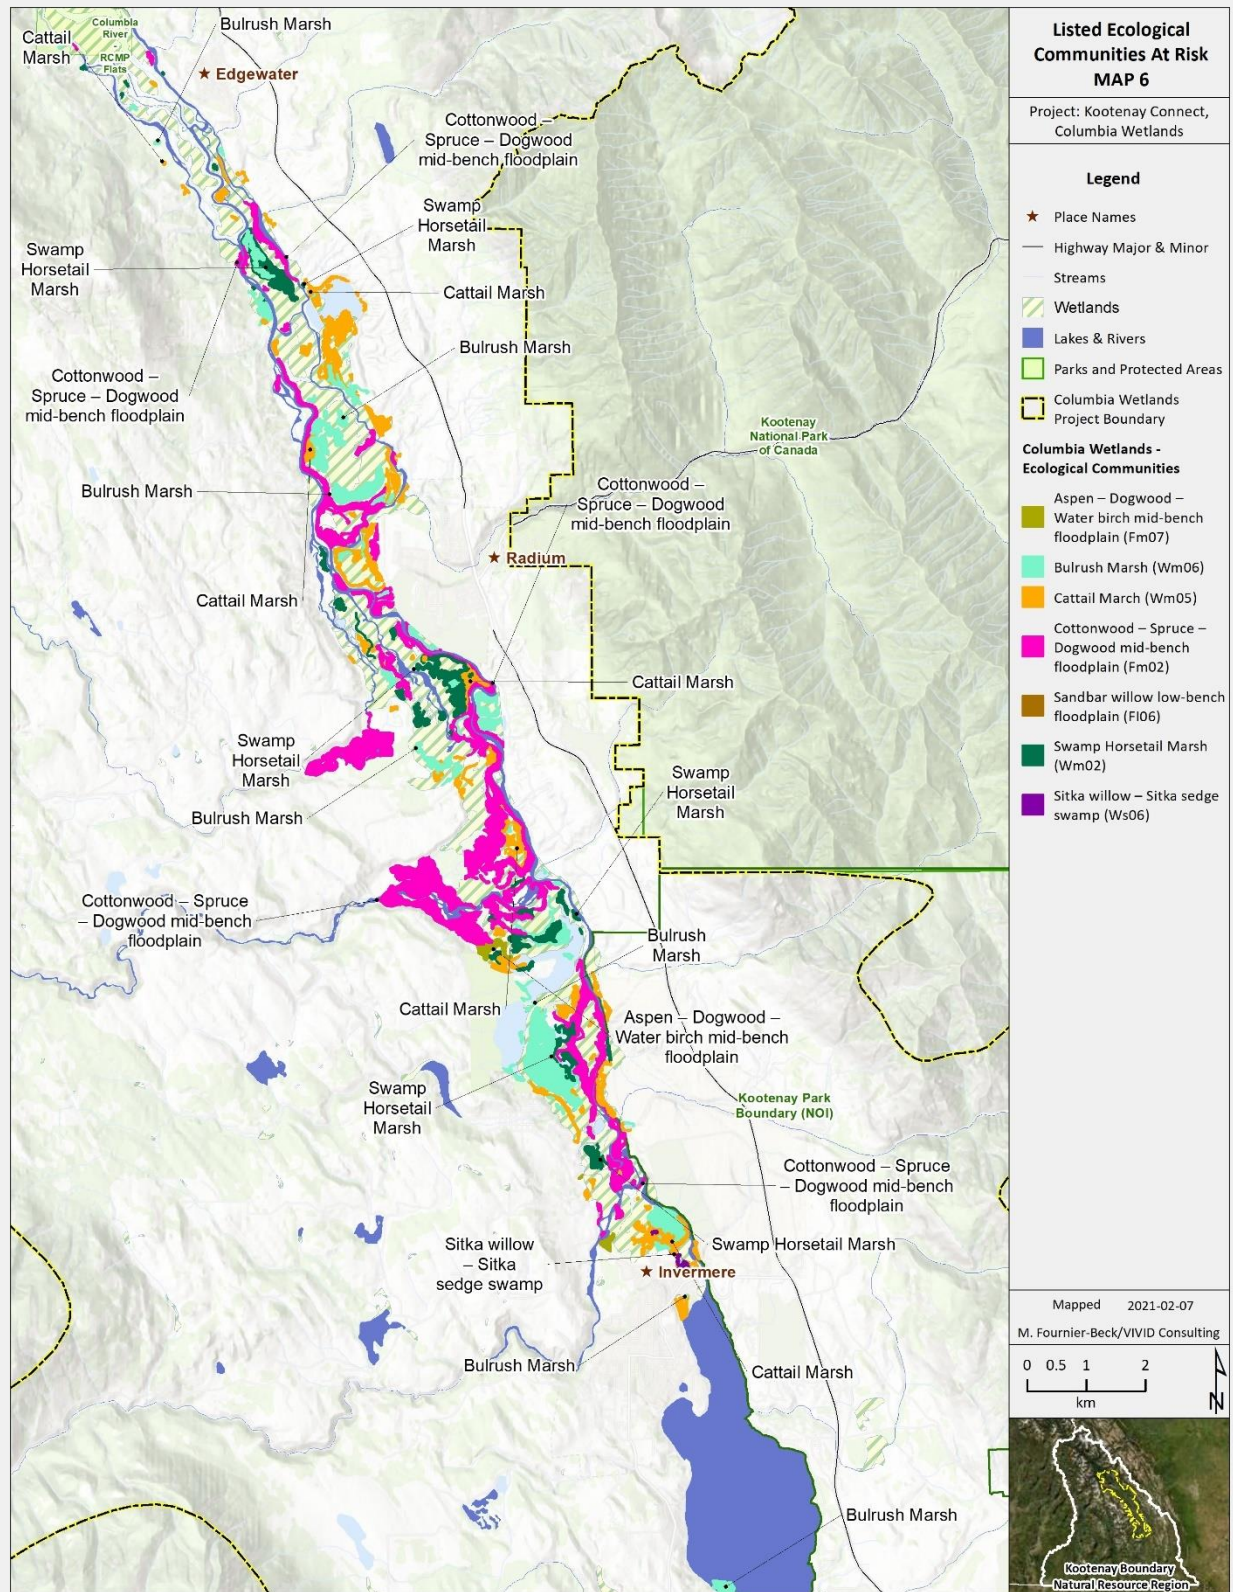 Listed Ecological
Communities At Risk
MAP 6
Project: Kootenay Connect,
Columbia Wetlands
Legend
Place Names
Highway Major & Minor
Streams
Wetlands
Lakes & Rivers
Parks and Protected Areas
Columbia Wetlands
Project Boundary
Columbia Wetlands -
Ecological Communities
Aspen – Dogwood –
Water birch mid-bench
floodplain (Fm07)
Bulrush Marsh (Wm06)
Cattail March (Wm05)
Cottonwood – Spruce –
Dogwood mid-bench
floodplain (Fm02)
Sandbar willow low-bench
floodplain (Fl06)
Swamp Horsetail Marsh
(Wm02)
Sitka willow – Sitka sedge
swamp (Ws06)
Mapped 2021-02-07
M. Fournier-Beck/VIVID Consulting
0 0.5 1 2
km
N
Kootenay Boundary
Natural Resource Region
Columbia
River
-
RCMP
Flats
Cattail
Marsh
Bulrush Marsh
Edgewater
Cottonwood –
Spruce – Dogwood
mid-bench floodplain
Swamp
Horsetail
Marsh
Swamp
Horsetail
Marsh
Cattail Marsh
Bulrush Marsh
Cottonwood –
Spruce – Dogwood
mid-bench floodplain
Kootenay
National Park
of Canada
Bulrush Marsh
Cottonwood –
Spruce – Dogwood
mid-bench floodplain
Radium
Cattail Marsh
Cattail Marsh
Swamp
Horsetail
Marsh
Swamp
Horsetail
Marsh
Bulrush Marsh
Cottonwood – Spruce
– Dogwood mid-bench
floodplain
Bulrush
Marsh
Cattail Marsh
Aspen – Dogwood –
Water birch mid-bench
floodplain
Swamp
Horsetail
Marsh
Kootenay Park
Boundary (NOI)
Cottonwood – Spruce
– Dogwood mid-bench
floodplain
Sitka willow
– Sitka
sedge swamp
Swamp Horsetail Marsh
Invermere
Bulrush Marsh
Cattail Marsh
Bulrush Marsh